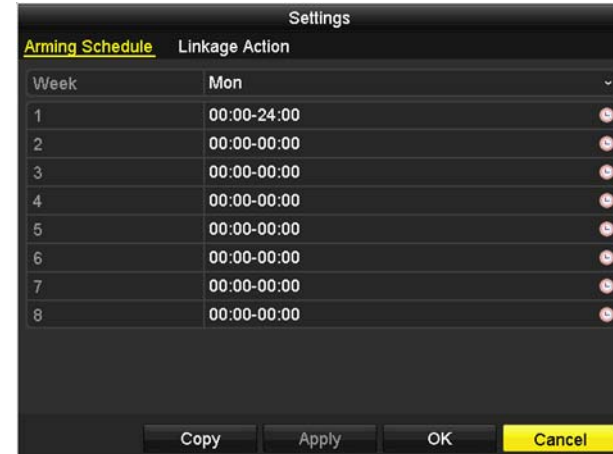 Settings
Arming Schedule Linkage Action
Week Mon
1 00:00-24:00
2 00:00-00:00
3 00:00-00:00
4 00:00-00:00
5 00:00-00:00
6 00:00-00:00
7 00:00-00:00
8 00:00-00:00
Copy Apply OK Cancel